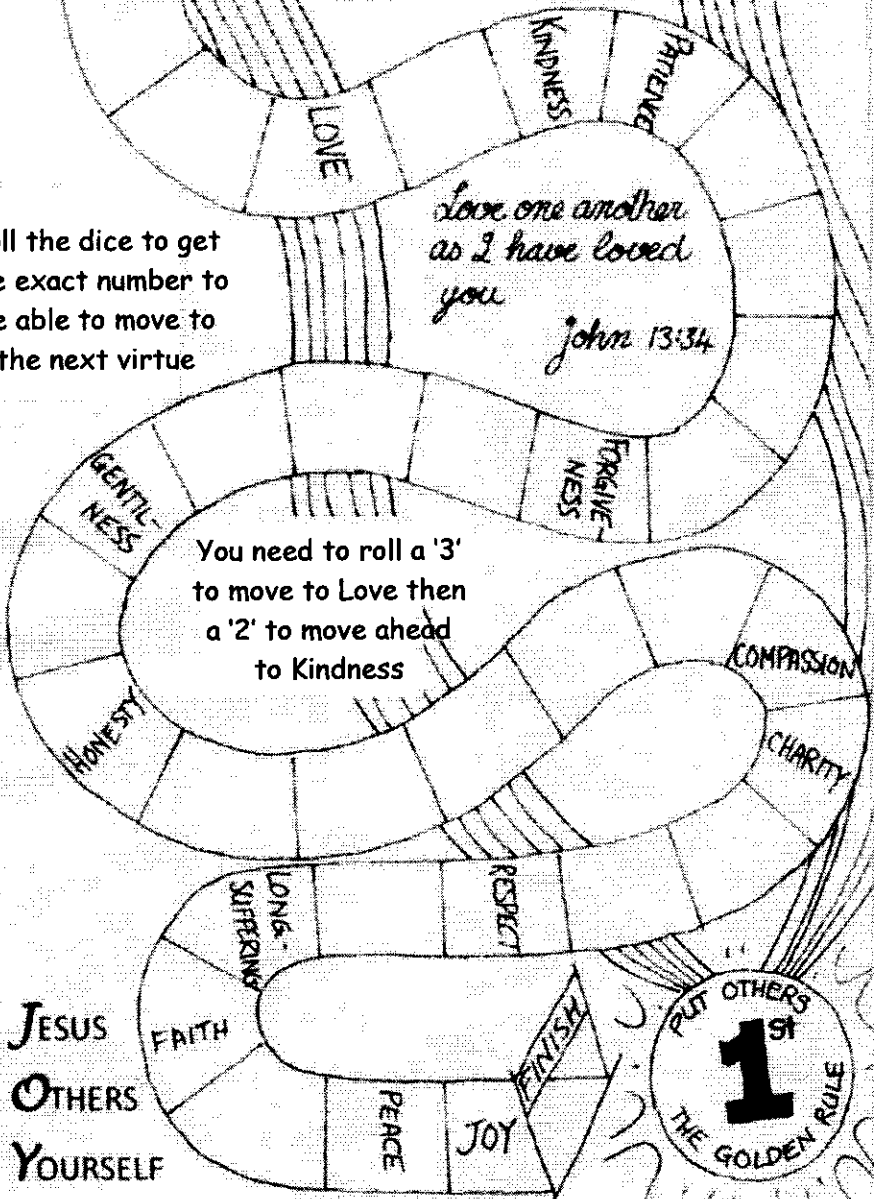 KINDNESS
PATIENCE
LOVE
Love one another
as I have loved
you
John 13:34
ll the dice to get
e exact number to
e able to move to
the next virtue
FORGIVE-
NESS
GENTIL-
NESS
You need to roll a '3'
to move to Love then
a '2' to move ahead
to Kindness
COMPASSION
HONESTY
CHARITY
RESPECT
LONG-
SUFFERING
FAITH
PEACE
JOY
FINISH
JESUS
OTHERS
YOURSELF
PUT OTHERS
1st
THE GOLDEN RULE